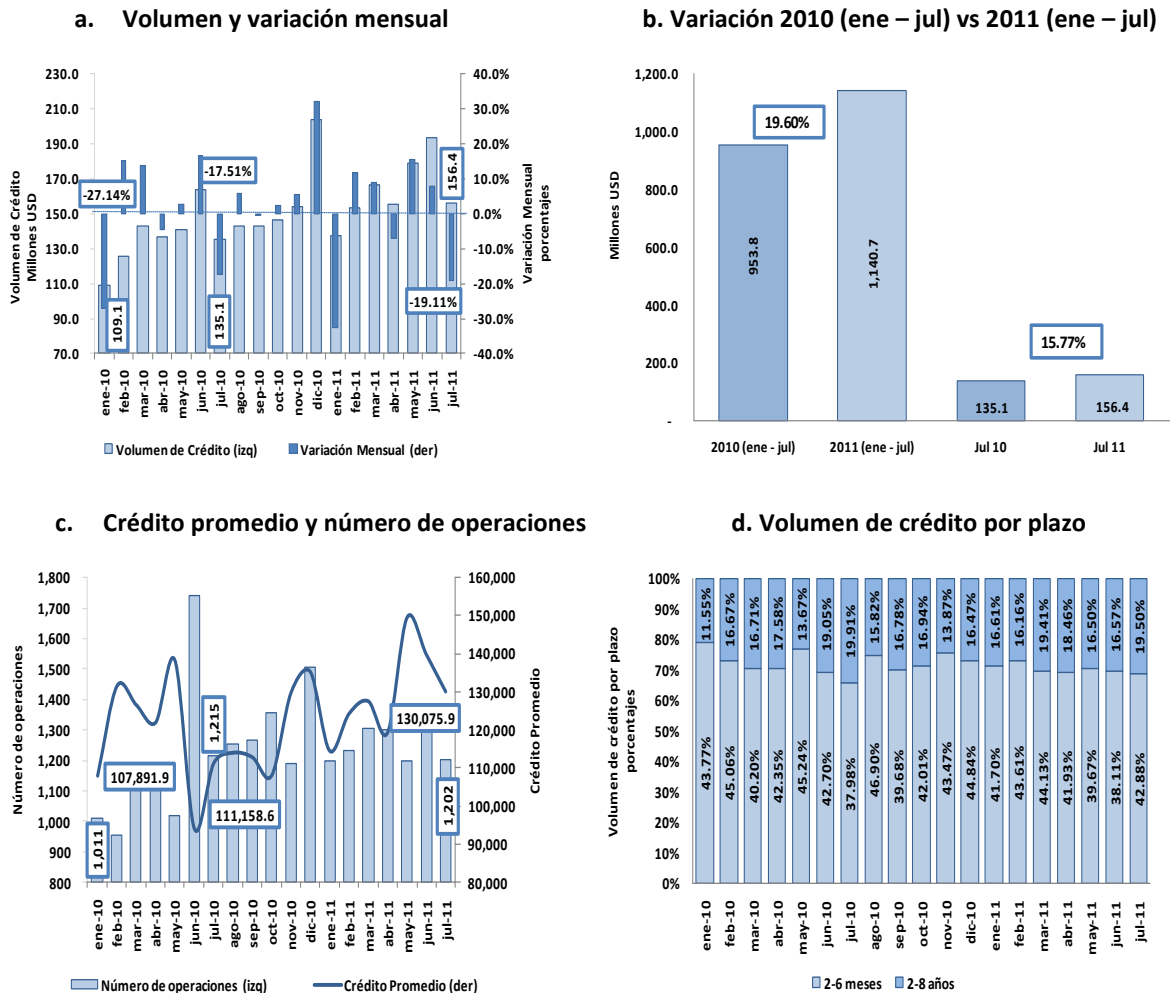 a. Volumen y variación mensual
230.0
210.0
190.0
170.0
150.0
130.0
110.0
90.0
70.0
40.0%
30.0%
20.0%
10.0%
0.0%
-10.0%
-20.0%
-30.0%
-40.0%
Volumen de Crédito
Millones USD
Variación Mensual
porcentajes
-27.14%
109.1
-17.51%
135.1
156.4
-19.11%
ene-10
feb-10
mar-10
abr-10
may-10
jun-10
jul-10
ago-10
sep-10
oct-10
nov-10
dic-10
ene-11
feb-11
mar-11
abr-11
may-11
jun-11
jul-11
Volumen de Crédito (izq)
Variación Mensual (der)
b. Variación 2010 (ene – jul) vs 2011 (ene – jul)
1,200.0
1,000.0
800.0
600.0
400.0
200.0
-
Millones USD
19.60%
953.8
1,140.7
15.77%
135.1
156.4
2010 (ene - jul)
2011 (ene - jul)
Jul 10
Jul 11
c. Crédito promedio y número de operaciones
1,800
1,700
1,600
1,500
1,400
1,300
1,200
1,100
1,000
900
800
160,000
150,000
140,000
130,000
120,000
110,000
100,000
90,000
80,000
Número de operaciones
Crédito Promedio
1,011
107,891.9
1,215
111,158.6
130,075.9
1,202
ene-10
feb-10
mar-10
abr-10
may-10
jun-10
jul-10
ago-10
sep-10
oct-10
nov-10
dic-10
ene-11
feb-11
mar-11
abr-11
may-11
jun-11
jul-11
Número de operaciones (izq)
Crédito Promedio (der)
d. Volumen de crédito por plazo
100%
90%
80%
70%
60%
50%
40%
30%
20%
10%
0%
Volumen de crédito por plazo
porcentajes
11.55%
16.67%
16.71%
17.58%
13.67%
19.05%
19.91%
15.82%
16.78%
16.94%
13.87%
16.47%
16.61%
16.16%
19.41%
18.46%
16.50%
16.57%
19.50%
43.77%
45.06%
40.20%
42.35%
45.24%
42.70%
37.98%
46.90%
39.68%
42.01%
43.47%
44.84%
41.70%
43.61%
44.13%
41.93%
39.67%
38.11%
42.88%
ene-10
feb-10
mar-10
abr-10
may-10
jun-10
jul-10
ago-10
sep-10
oct-10
nov-10
dic-10
ene-11
feb-11
mar-11
abr-11
may-11
jun-11
jul-11
2-6 meses
2-8 años